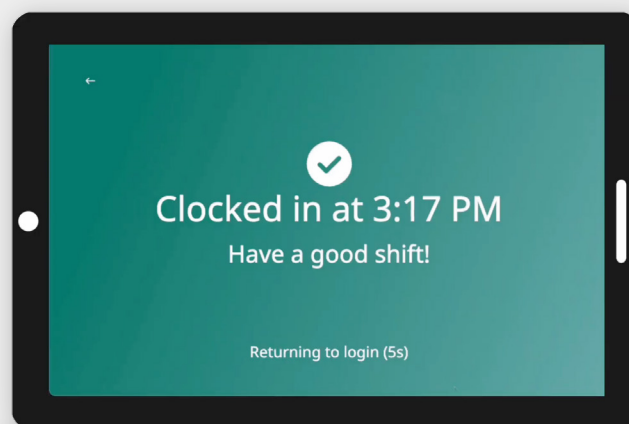 Clocked in at 3:17 PM
Have a good shift!
Returning to login (5s)